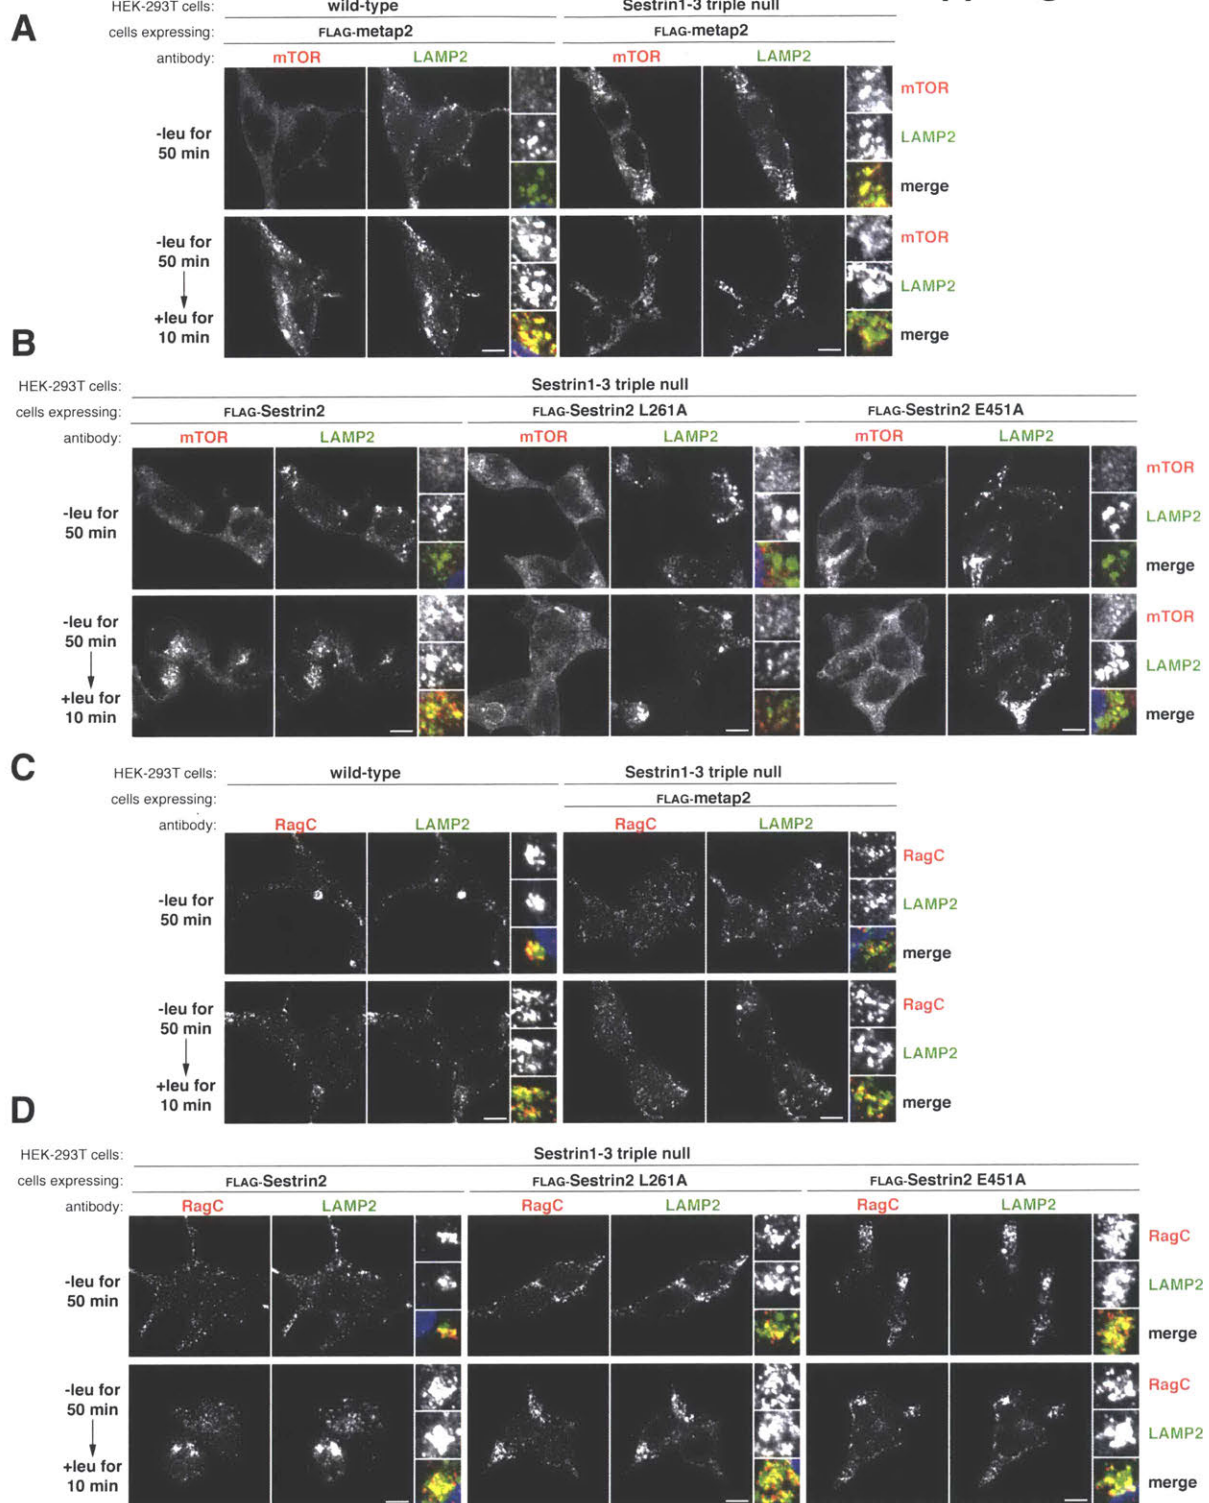 HEK-293T cells: wild-type Sestrin1-3 triple null
A
cells expressing: FLAG-metap2 FLAG-metap2
antibody: mTOR LAMP2 mTOR LAMP2
mTOR
-leu for
50 min
LAMP2
merge
-leu for
50 min
+leu for
10 min
mTOR
LAMP2
merge
B
HEK-293T cells: Sestrin1-3 triple null
cells expressing: FLAG-Sestrin2 FLAG-Sestrin2 L261A FLAG-Sestrin2 E451A
antibody: mTOR LAMP2 mTOR LAMP2 mTOR LAMP2
mTOR
-leu for
50 min
LAMP2
merge
-leu for
50 min
+leu for
10 min
mTOR
LAMP2
merge
C
HEK-293T cells: wild-type Sestrin1-3 triple null
cells expressing: FLAG-metap2
antibody: RagC LAMP2 RagC LAMP2
RagC
-leu for
50 min
LAMP2
merge
-leu for
50 min
+leu for
10 min
RagC
LAMP2
merge
D
HEK-293T cells: Sestrin1-3 triple null
cells expressing: FLAG-Sestrin2 FLAG-Sestrin2 L261A FLAG-Sestrin2 E451A
antibody: RagC LAMP2 RagC LAMP2 RagC LAMP2
RagC
-leu for
50 min
LAMP2
merge
-leu for
50 min
+leu for
10 min
RagC
LAMP2
merge